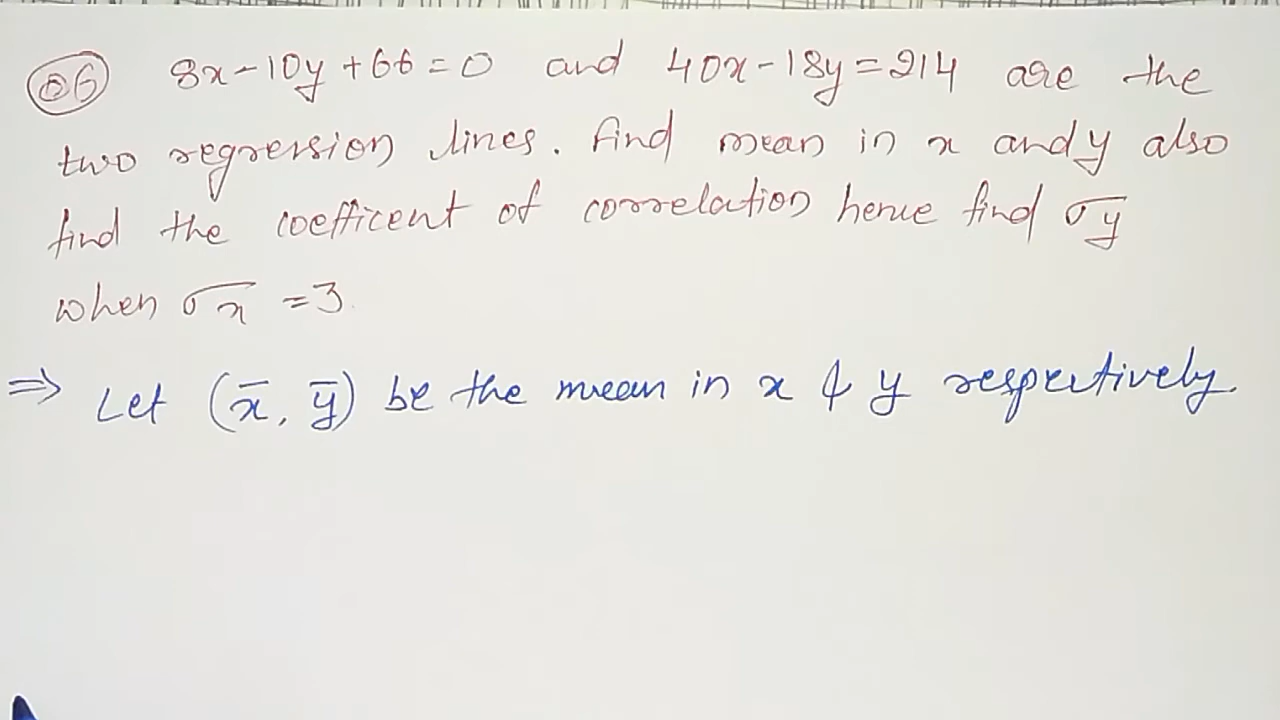 06 8x-10y+66=0 and 40x-18y=214 are the
two regression lines. find mean in x and y also
find the coefficent of correlation hence find σy
when σx =3.
⇒ Let (x̄, ȳ) be the mean in x & y respectively.